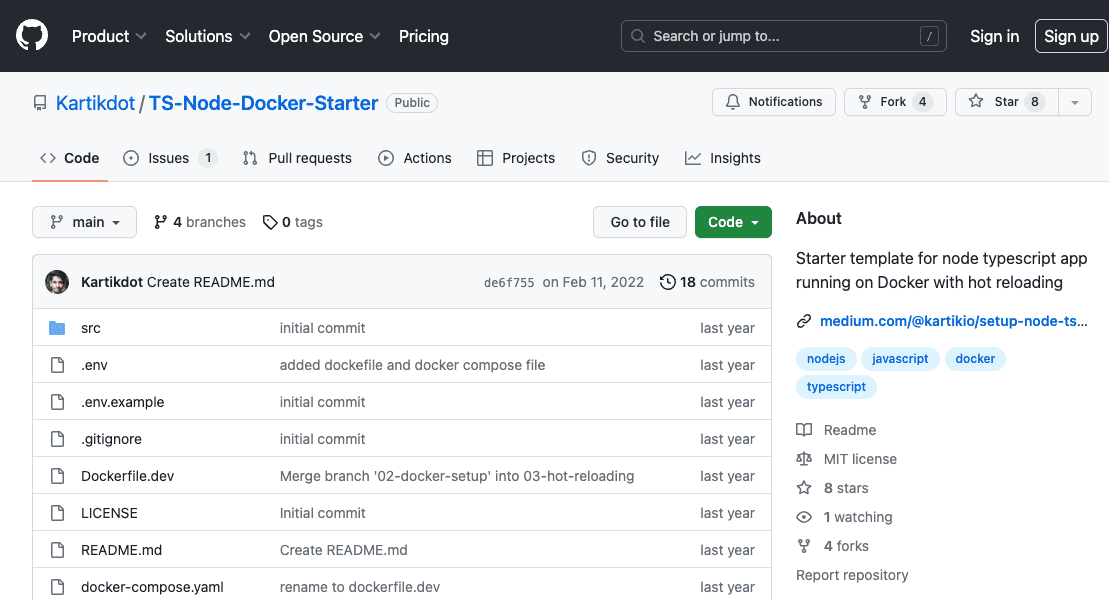 Product Solutions Open Source Pricing Search or jump to... / Sign in Sign up
Kartikdot / TS-Node-Docker-Starter Public Notifications Fork 4 Star 8
Code Issues 1 Pull requests Actions Projects Security Insights
main 4 branches 0 tags Go to file Code
Kartikdot Create README.md de6f755 on Feb 11, 2022 18 commits
src initial commit last year
.env added dockefile and docker compose file last year
.env.example initial commit last year
.gitignore initial commit last year
Dockerfile.dev Merge branch '02-docker-setup' into 03-hot-reloading last year
LICENSE Initial commit last year
README.md Create README.md last year
docker-compose.yaml rename to dockerfile.dev last year
About
Starter template for node typescript app
running on Docker with hot reloading
medium.com/@kartikio/setup-node-ts...
nodejs javascript docker
typescript
Readme
MIT license
8 stars
1 watching
4 forks
Report repository